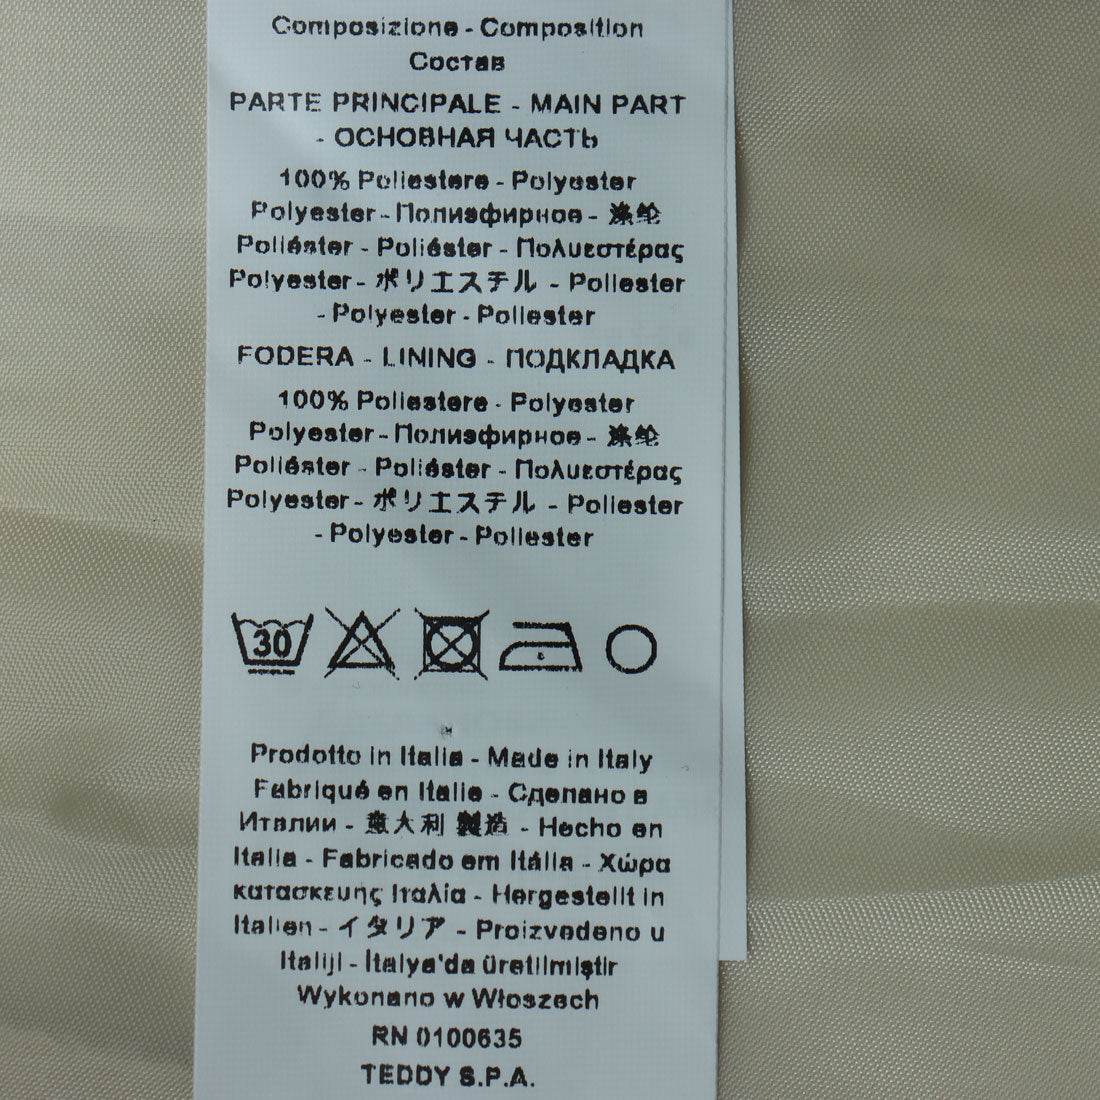 Composizione - Composition
Состав
PARTE PRINCIPALE - MAIN PART
- ОСНОВНАЯ ЧАСТЬ
100% Poliestere - Polyester
Polyester - Полиэфирное - 涤纶
Poliéster - Poliéster - Πολυεστέρας
Polyester - ポリエステル - Poliester
- Polyester - Poliester
FODERA - LINING - ПОДКЛАДКА
100% Poliestere - Polyester
Polyester - Полиэфирное - 涤纶
Poliéster - Poliéster - Πολυεστέρας
Polyester - ポリエステル - Poliester
- Polyester - Poliester
30
Prodotto in Italia - Made in Italy
Fabriqué en Italie - Сделано в
Италии - 意大利 製造 - Hecho en
Italia - Fabricado em Itália - Χώρα
κατασκευης Ιταλία - Hergestellt in
Italien - イタリア - Proizvedeno u
Italiji - İtalya'da üretilmiştir
Wykonano w Włoszech
RN 0100635
TEDDY S.P.A.